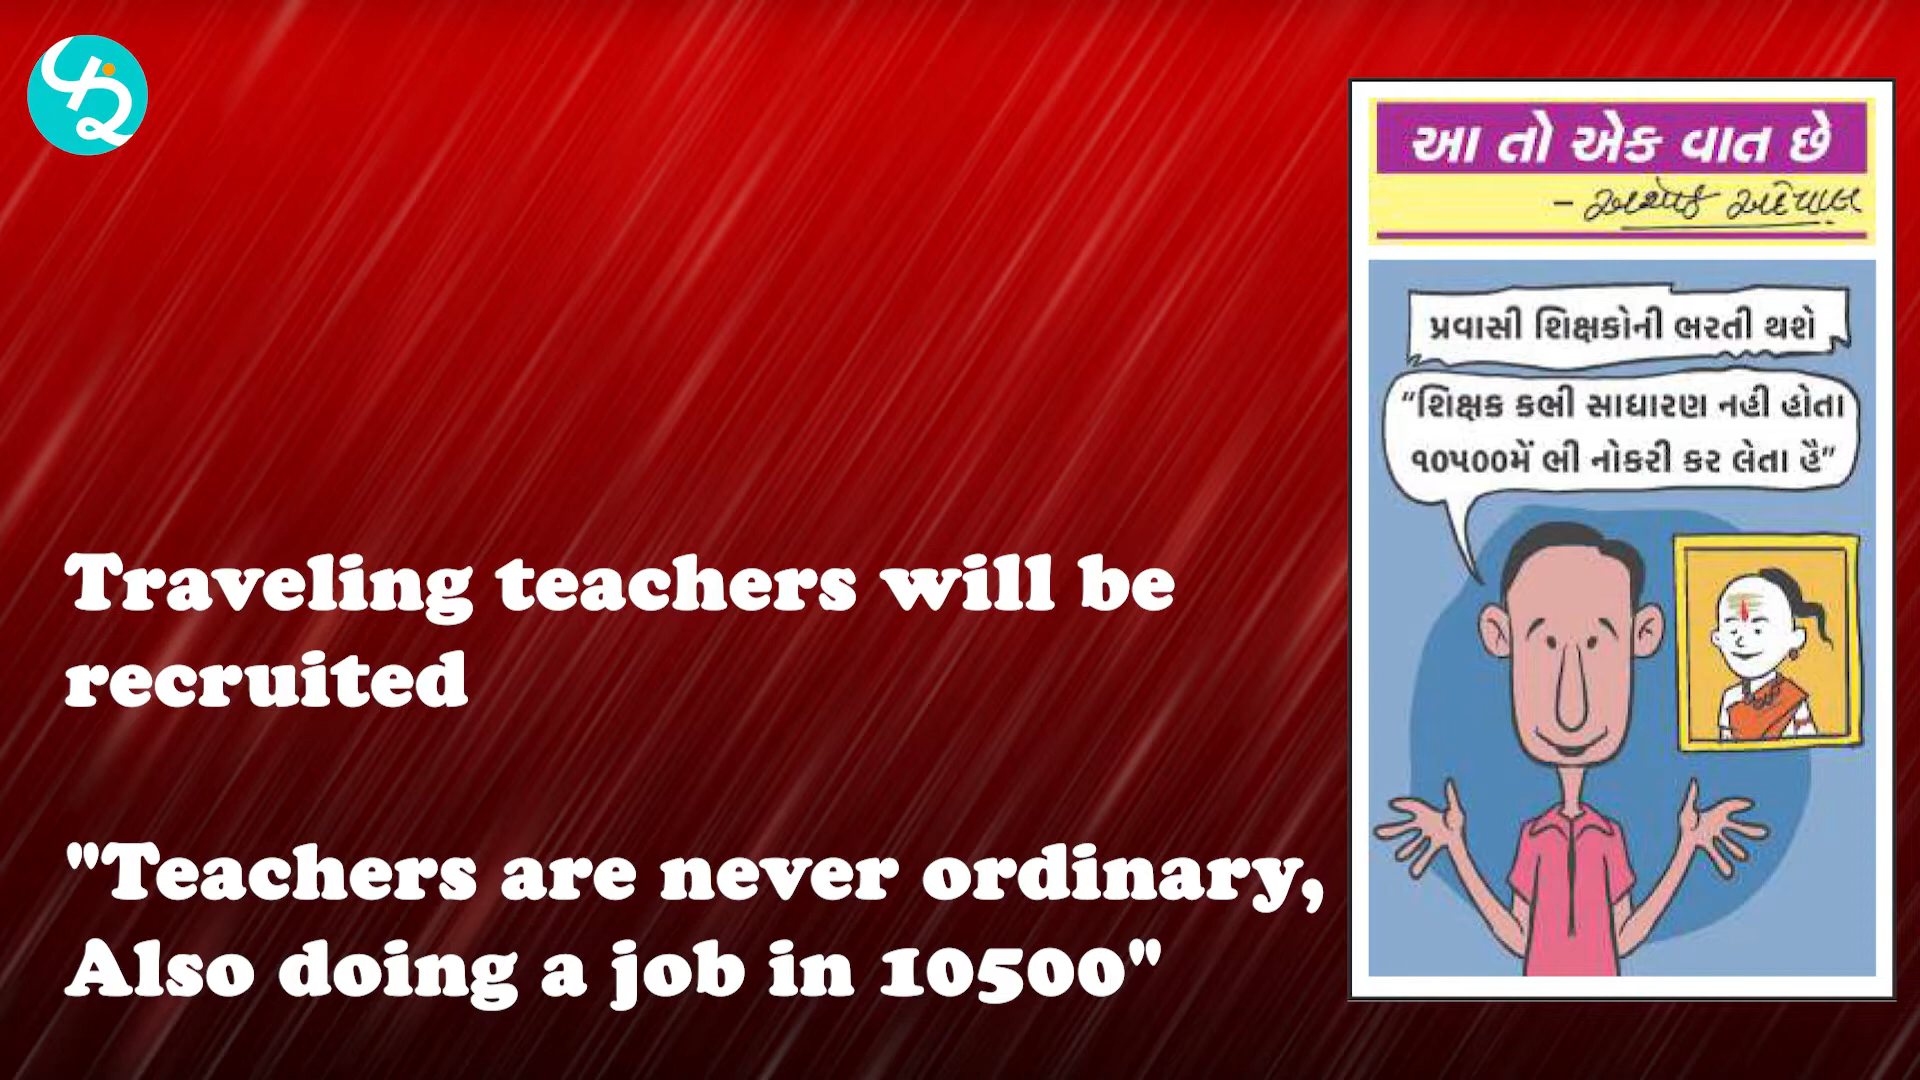 Traveling teachers will be
recruited
"Teachers are never ordinary,
Also doing a job in 10500"
આ તો એક વાત છે
પ્રવાસી શિક્ષકોની ભરતી થશે
"શિક્ષક કભી સાધારણ નહી હોતા
૧૦૫૦૦મેં ભી નોકરી કર લેતા હૈ"